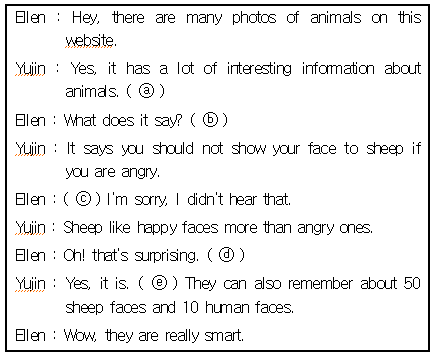 Ellen : Hey, there are many photos of animals on this
website.
Yujin : Yes, it has a lot of interesting information about
animals. ( ⓐ )
Ellen : What does it say? ( ⓑ )
Yujin : It says you should not show your face to sheep if
you are angry.
Ellen : ( ⓒ ) I'm sorry, I didn't hear that.
Yujin : Sheep like happy faces more than angry ones.
Ellen : Oh! that's surprising. ( ⓓ )
Yujin : Yes, it is. ( ⓔ ) They can also remember about 50
sheep faces and 10 human faces.
Ellen : Wow, they are really smart.